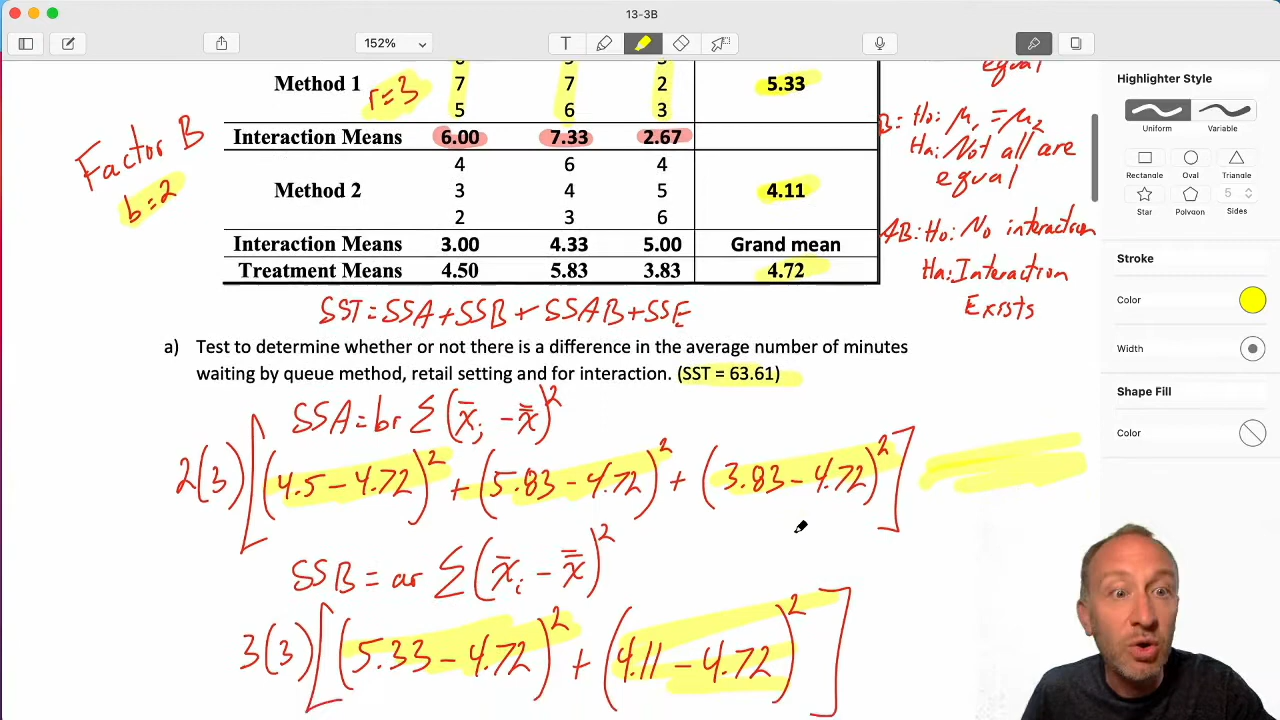 13-3B
152%
T
Highlighter Style
Uniform
Variable
Rectangle
Oval
Triangle
Star
Polygon
5
Sides
Stroke
Color
Width
Shape Fill
Color
equal
Method 1
r=3
7 7 2
5 6 3
5.33
Interaction Means 6.00 7.33 2.67
Factor B
b=2
4 6 4
Method 2 3 4 5 4.11
2 3 6
Interaction Means 3.00 4.33 5.00 Grand mean
Treatment Means 4.50 5.83 3.83 4.72
B: Ho: μ₁ = μ₂
Ha: Not all are
equal
AB: Ho: No interaction
Ha: Interaction
Exists
SST = SSA + SSB + SSAB + SSE
a) Test to determine whether or not there is a difference in the average number of minutes
waiting by queue method, retail setting and for interaction. (SST = 63.61)
SSA = br Σ(x̄ⱼ - x̿)²
2(3)[(4.5 - 4.72)² + (5.83 - 4.72)² + (3.83 - 4.72)²]
SSB = ar Σ(x̄ᵢ - x̿)²
3(3)[(5.33 - 4.72)² + (4.11 - 4.72)²]